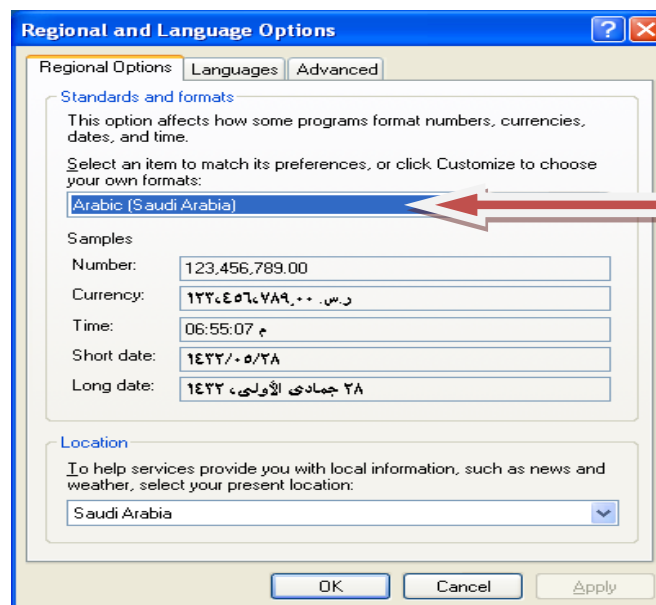 Regional and Language Options
Regional Options Languages Advanced
Standards and formats
This option affects how some programs format numbers, currencies,
dates, and time.
Select an item to match its preferences, or click Customize to choose
your own formats:
Arabic (Saudi Arabia)
Samples
Number: 123,456,789.00
Currency: ر.س. ١٢٣،٤٥٦،٧٨٩,٠٠
Time: 06:55:07 م
Short date: ١٤٣٢/٠٥/٢٨
Long date: ٢٨ جمادى الأولى، ١٤٣٢
Location
To help services provide you with local information, such as news and
weather, select your present location:
Saudi Arabia
OK Cancel Apply